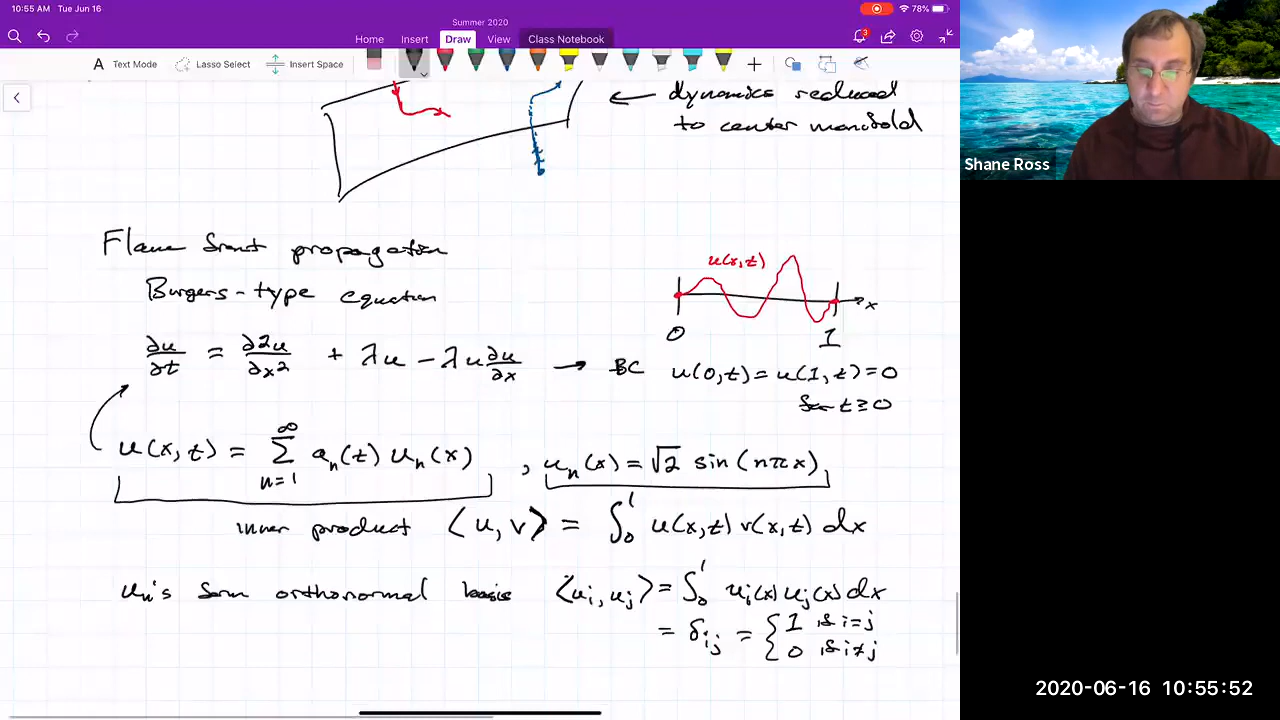 10:55 AM Tue Jun 16
78%
Summer 2020
Home Insert Draw View Class Notebook
3
A Text Mode Lasso Select Insert Space
dynamics reduced
to center manifold
Flame front propagation
Burgers-type equation
u(x,t)
x
0 1
∂u/∂t = ∂2u/∂x2 + λu − λu ∂u/∂x → BC u(0,t) = u(1,t) = 0
for t ≥ 0
u(x,t) = ∑_{n=1}^{∞} a_n(t) u_n(x) , u_n(x) = √2 sin(nπx)
inner product ⟨u, v⟩ = ∫_0^1 u(x,t) v(x,t) dx
u_n's form orthonormal basis ⟨u_i, u_j⟩ = ∫_0^1 u_i(x) u_j(x) dx
= δ_ij = { 1 if i=j
0 if i≠j
Shane Ross
2020-06-16 10:55:52